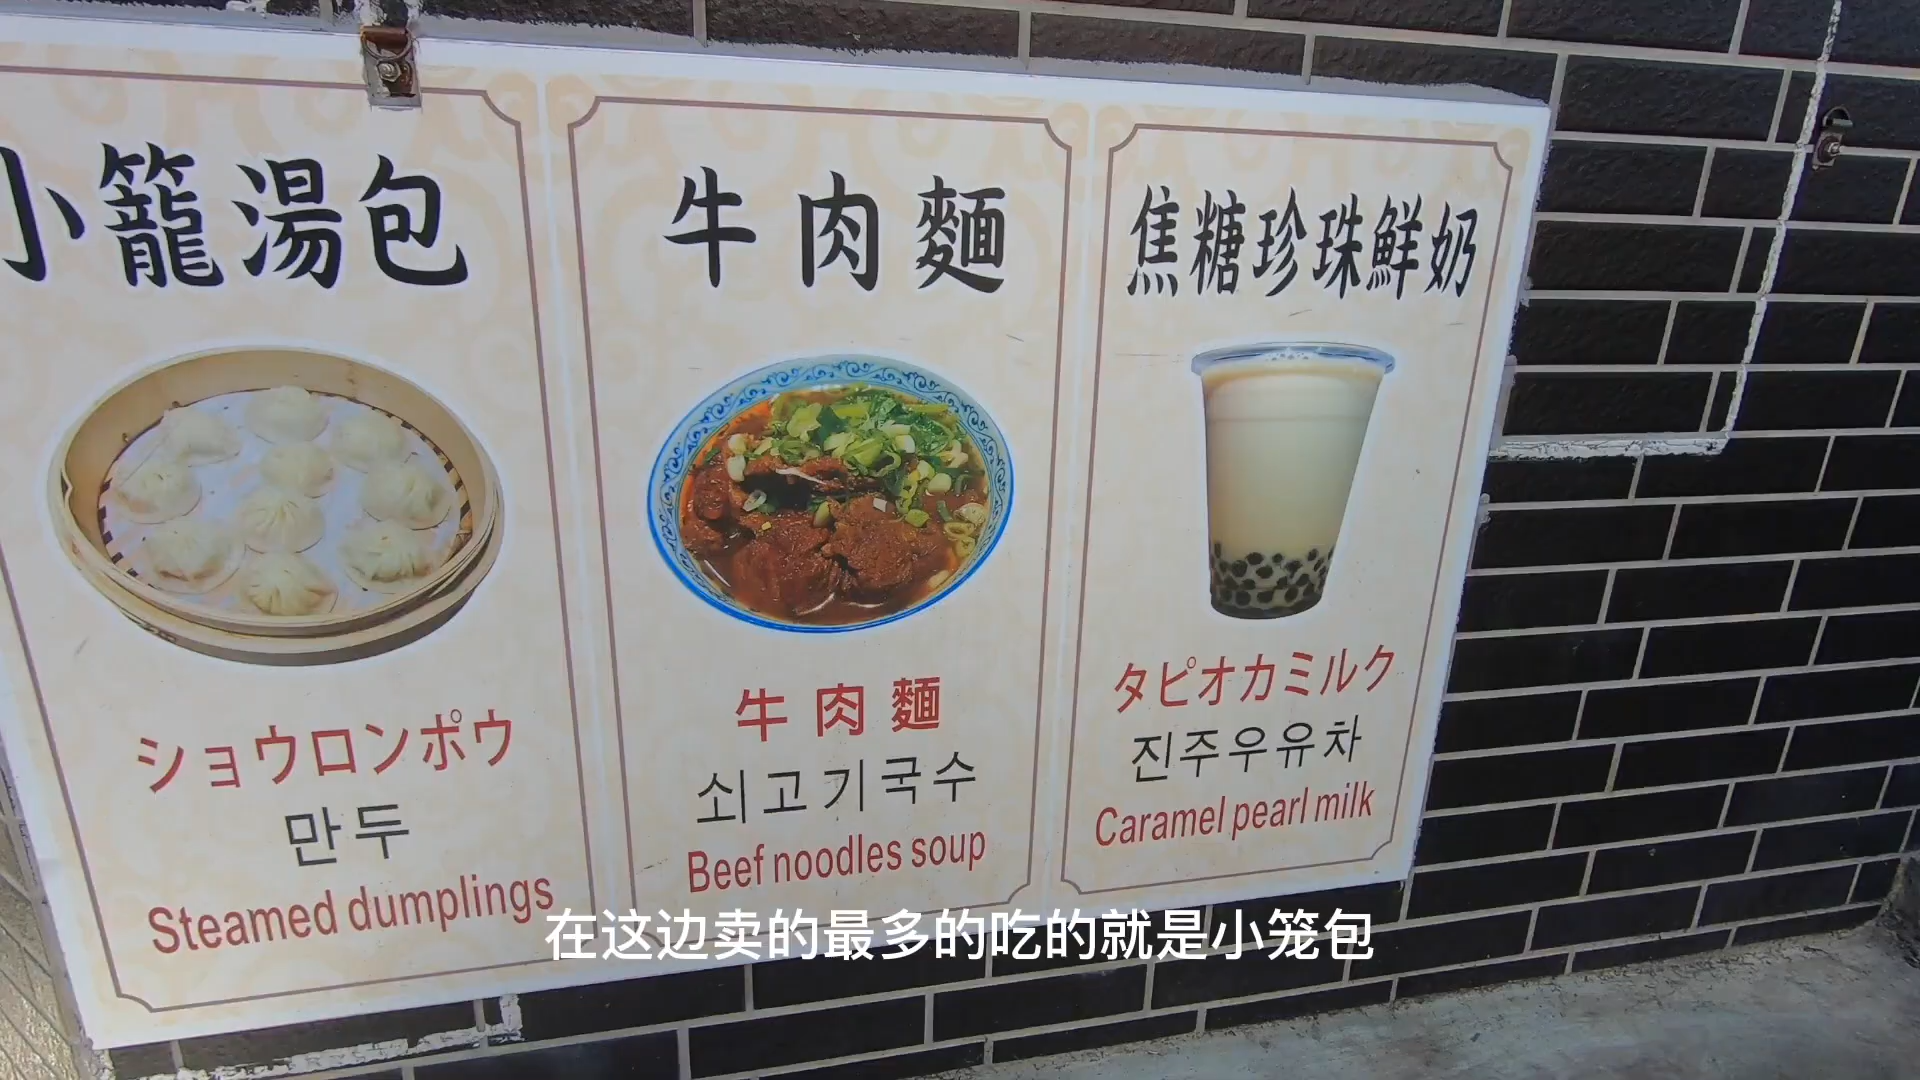 小籠湯包
ショウロンポウ
만두
Steamed dumplings
牛肉麵
牛肉麵
쇠고기국수
Beef noodles soup
焦糖珍珠鮮奶
タピオカミルク
진주우유차
Caramel pearl milk
在这边卖的最多的吃的就是小笼包